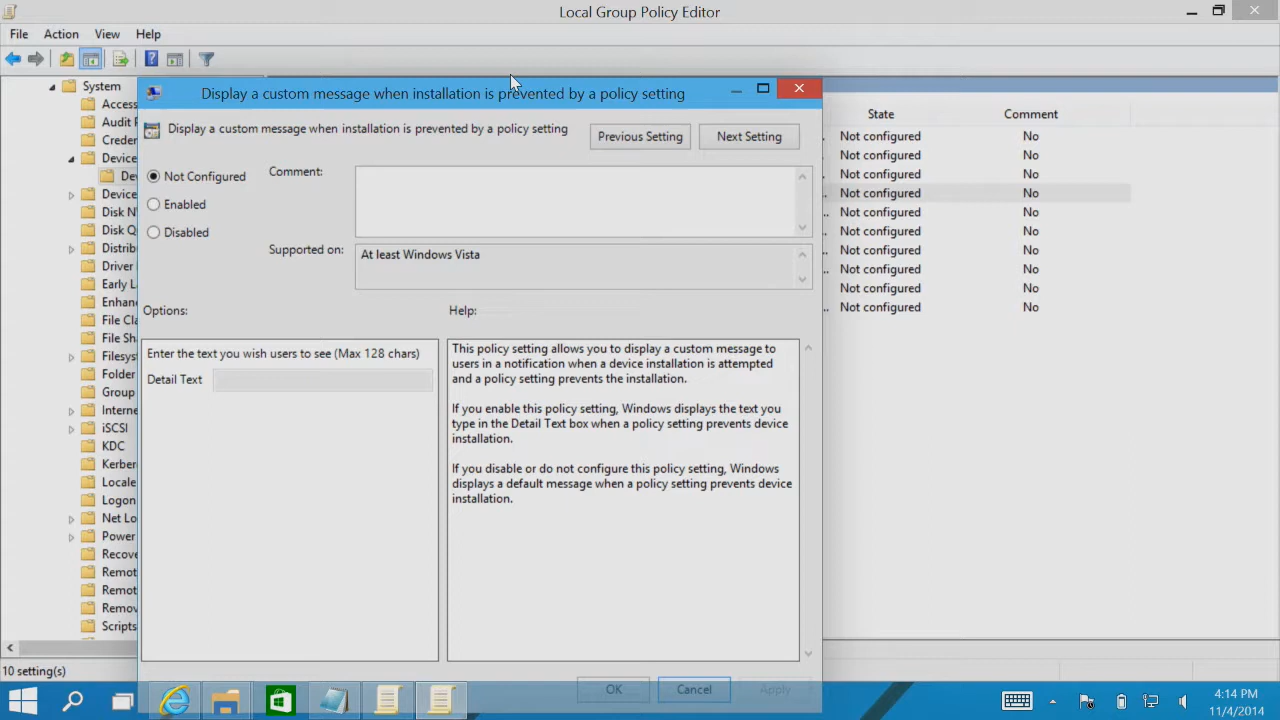 Local Group Policy Editor
File Action View Help
System
Display a custom message when installation is prevented by a policy setting
Display a custom message when installation is prevented by a policy setting
Previous Setting
Next Setting
Not Configured
Enabled
Disabled
Comment:
Supported on:
At least Windows Vista
Options:
Help:
Enter the text you wish users to see (Max 128 chars)
Detail Text
This policy setting allows you to display a custom message to
users in a notification when a device installation is attempted
and a policy setting prevents the installation.
If you enable this policy setting, Windows displays the text you
type in the Detail Text box when a policy setting prevents device
installation.
If you disable or do not configure this policy setting, Windows
displays a default message when a policy setting prevents device
installation.
OK
Cancel
Apply
Access
Audit P
Creden
Device
Dev
Device
Disk N
Disk Q
Distrib
Driver
Early L
Enhan
File Cla
File Sh
Filesys
Folder
Group
Interne
iSCSI
KDC
Kerber
Locale
Logon
Net Lo
Power
Recove
Remot
Remot
Remov
Scripts
State Comment
Not configured No
Not configured No
Not configured No
Not configured No
Not configured No
Not configured No
Not configured No
Not configured No
Not configured No
Not configured No
10 setting(s)
4:14 PM
11/4/2014